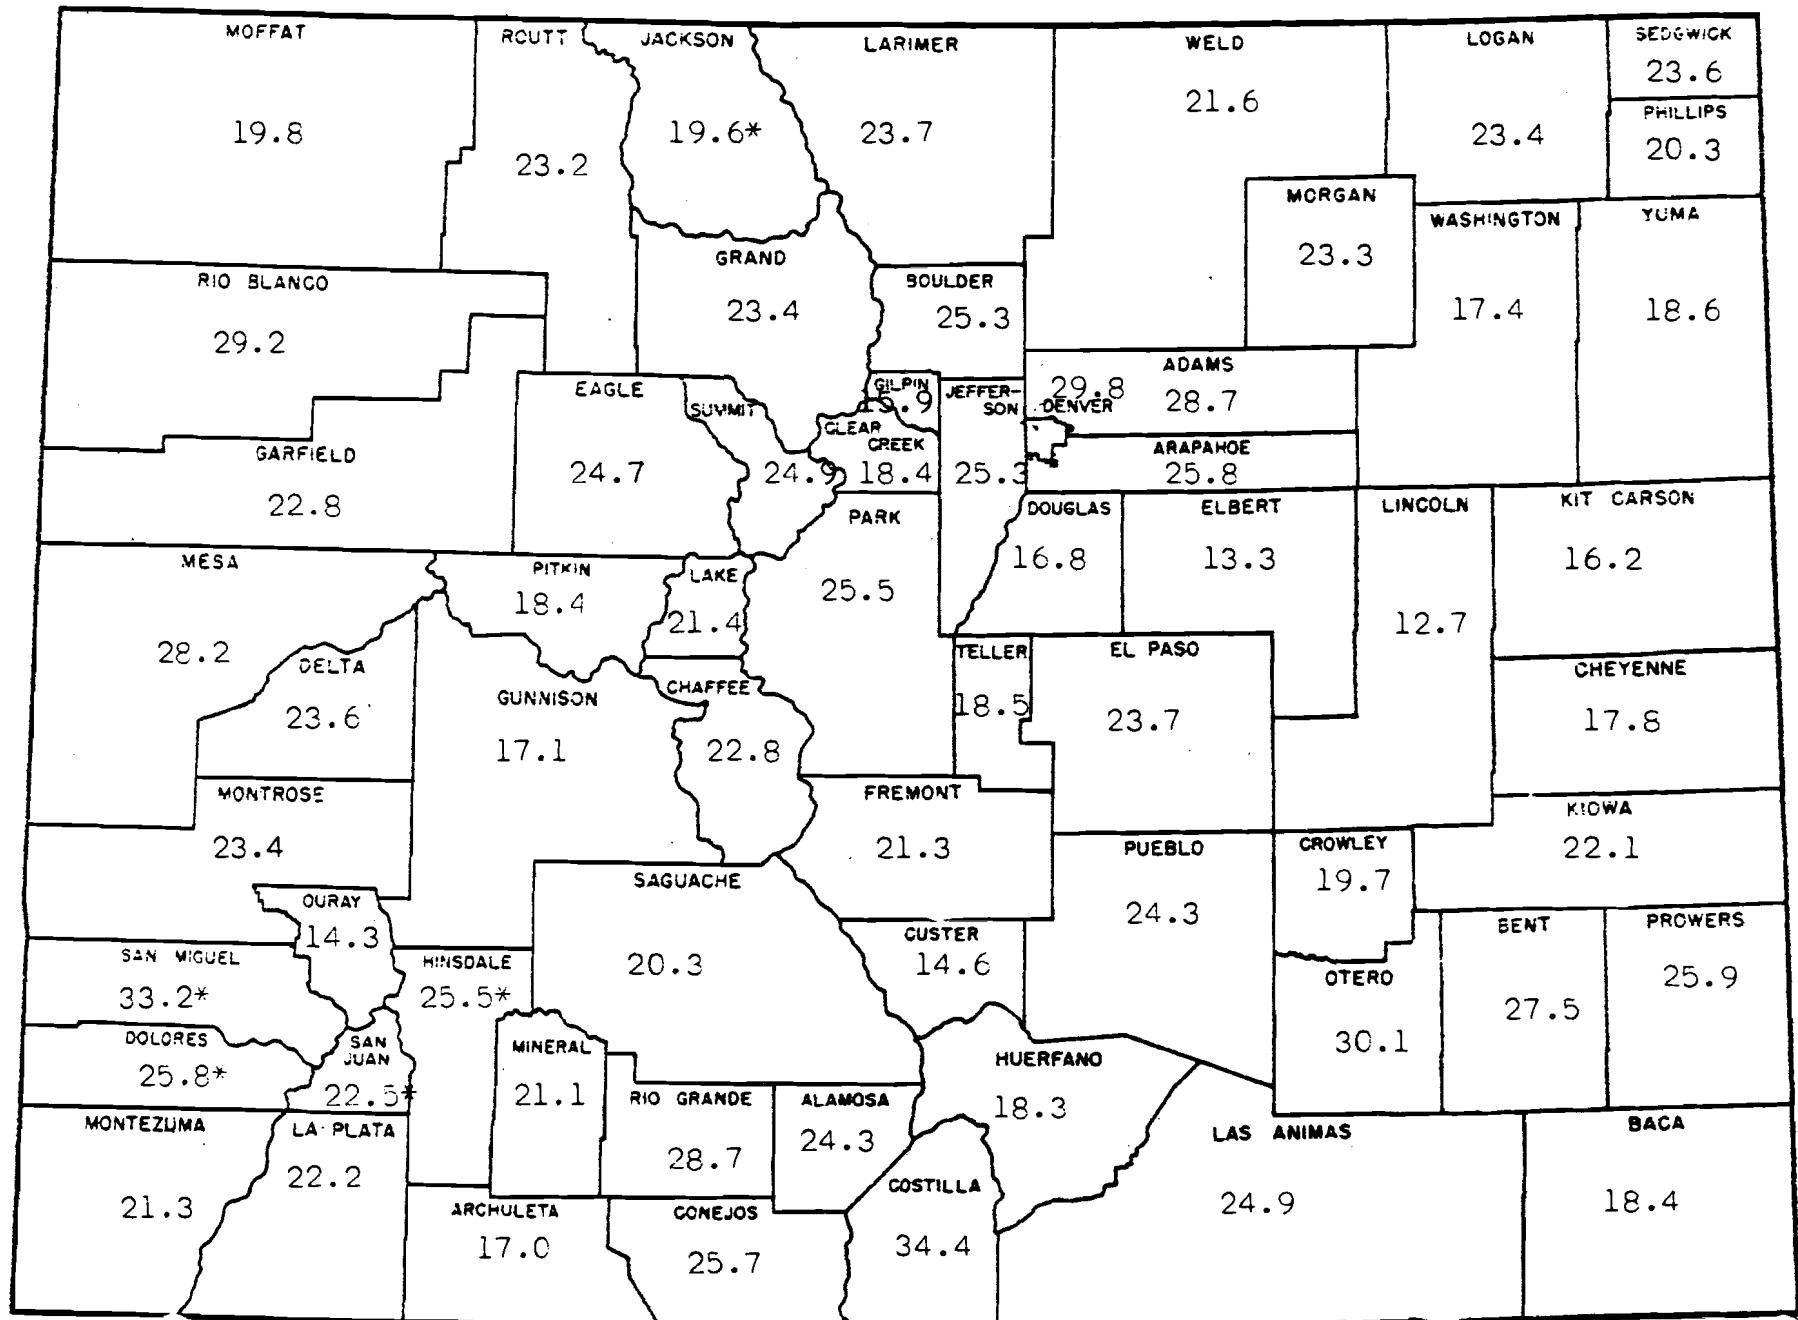 MOFFAT
19.8
ROUTT
23.2
JACKSON
19.6*
LARIMER
23.7
WELD
21.6
LOGAN
23.4
SEDGWICK
23.6
PHILLIPS
20.3
MORGAN
23.3
WASHINGTON
17.4
YUMA
18.6
RIO BLANCO
29.2
GRAND
23.4
BOULDER
25.3
ADAMS
28.7
GARFIELD
22.8
EAGLE
24.7
SUMMIT
24.9
GILPIN
15.9
CLEAR
CREEK
18.4
JEFFER-
SON
25.3
29.8
DENVER
ARAPAHOE
25.8
MESA
28.2
PITKIN
18.4
LAKE
21.4
PARK
25.5
DOUGLAS
16.8
ELBERT
13.3
LINCOLN
12.7
KIT CARSON
16.2
DELTA
23.6
GUNNISON
17.1
CHAFFEE
22.8
TELLER
18.5
EL PASO
23.7
CHEYENNE
17.8
MONTROSE
23.4
FREMONT
21.3
PUEBLO
24.3
CROWLEY
19.7
KIOWA
22.1
OURAY
14.3
SAGUACHE
20.3
CUSTER
14.6
OTERO
30.1
BENT
27.5
PROWERS
25.9
SAN MIGUEL
33.2*
HINSDALE
25.5*
DOLORES
25.8*
SAN
JUAN
22.5*
MINERAL
21.1
RIO GRANDE
28.7
ALAMOSA
24.3
HUERFANO
18.3
MONTEZUMA
21.3
LA PLATA
22.2
ARCHULETA
17.0
CONEJOS
25.7
COSTILLA
34.4
LAS ANIMAS
24.9
BACA
18.4